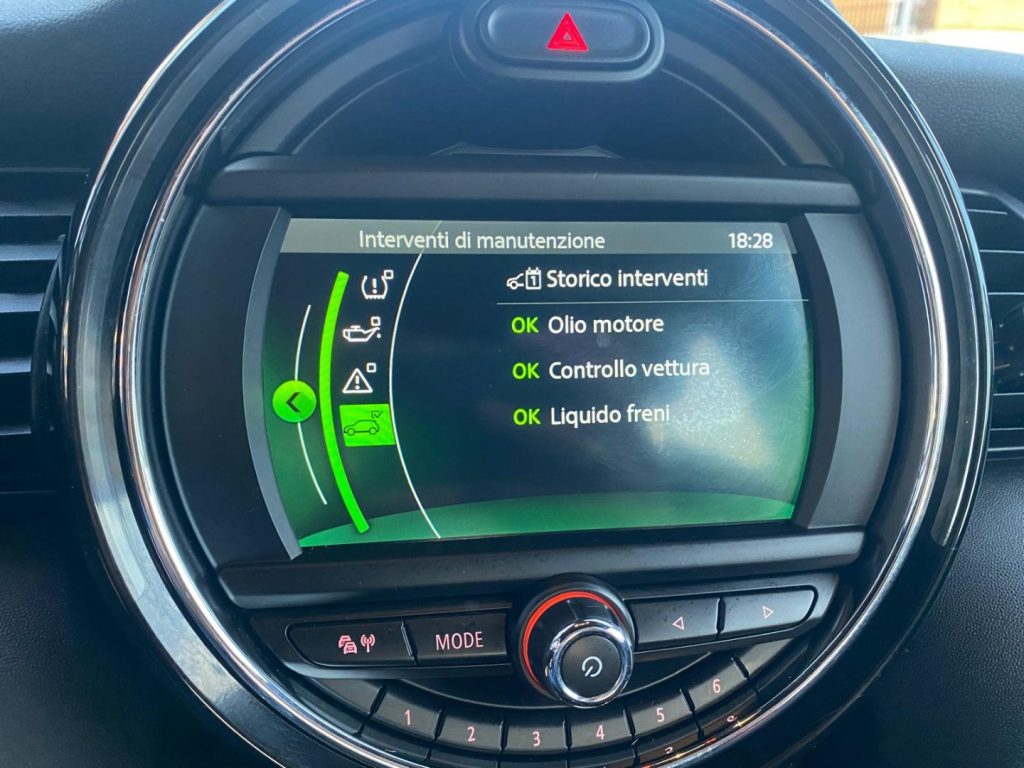 Interventi di manutenzione 18:28
1 Storico interventi
OK Olio motore
OK Controllo vettura
OK Liquido freni
MODE
1 2 3 4 5 6